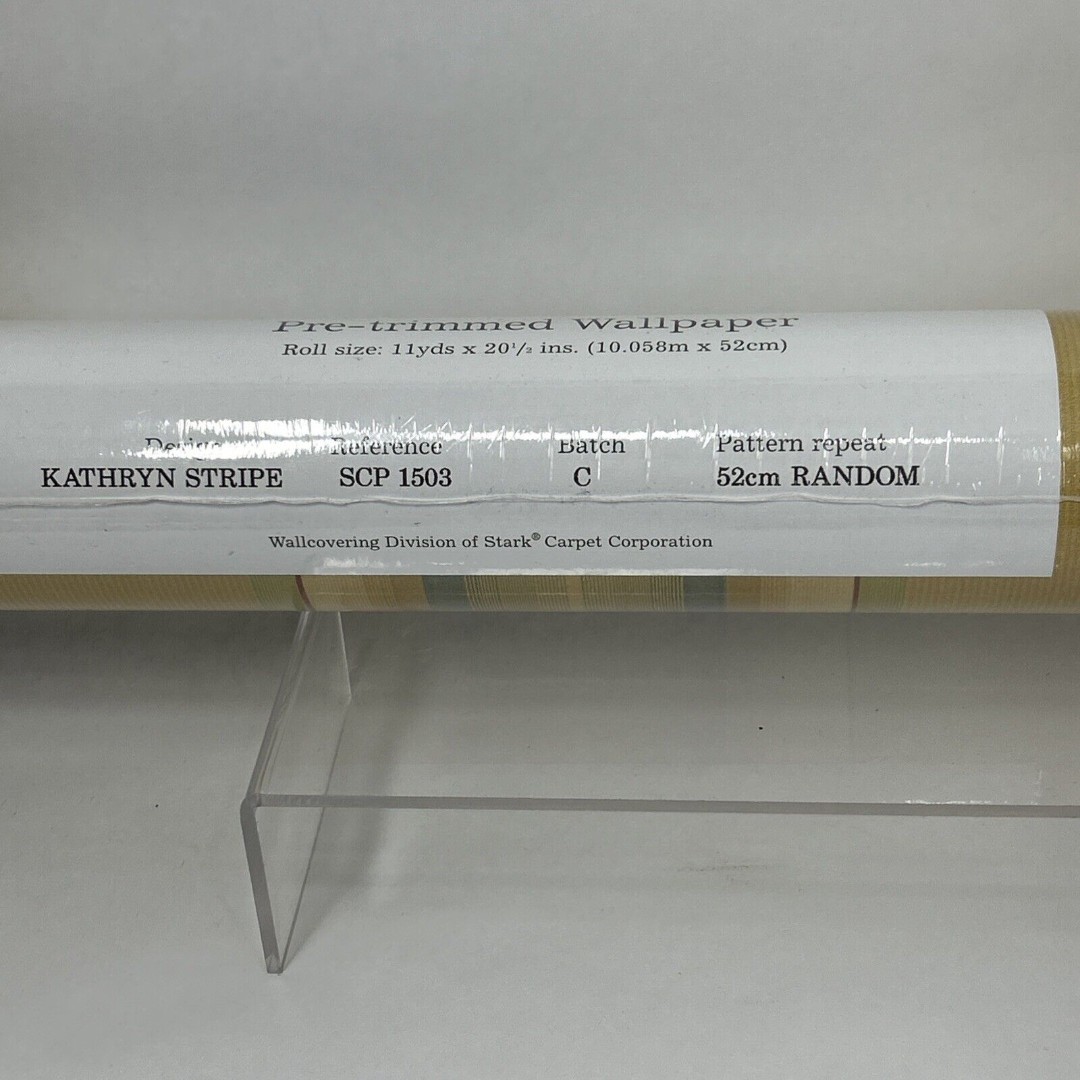 Pre-trimmed Wallpaper
Roll size: 11yds x 20½ ins. (10.058m x 52cm)
Design Reference Batch Pattern repeat
KATHRYN STRIPE SCP 1503 C 52cm RANDOM
Wallcovering Division of Stark® Carpet Corporation